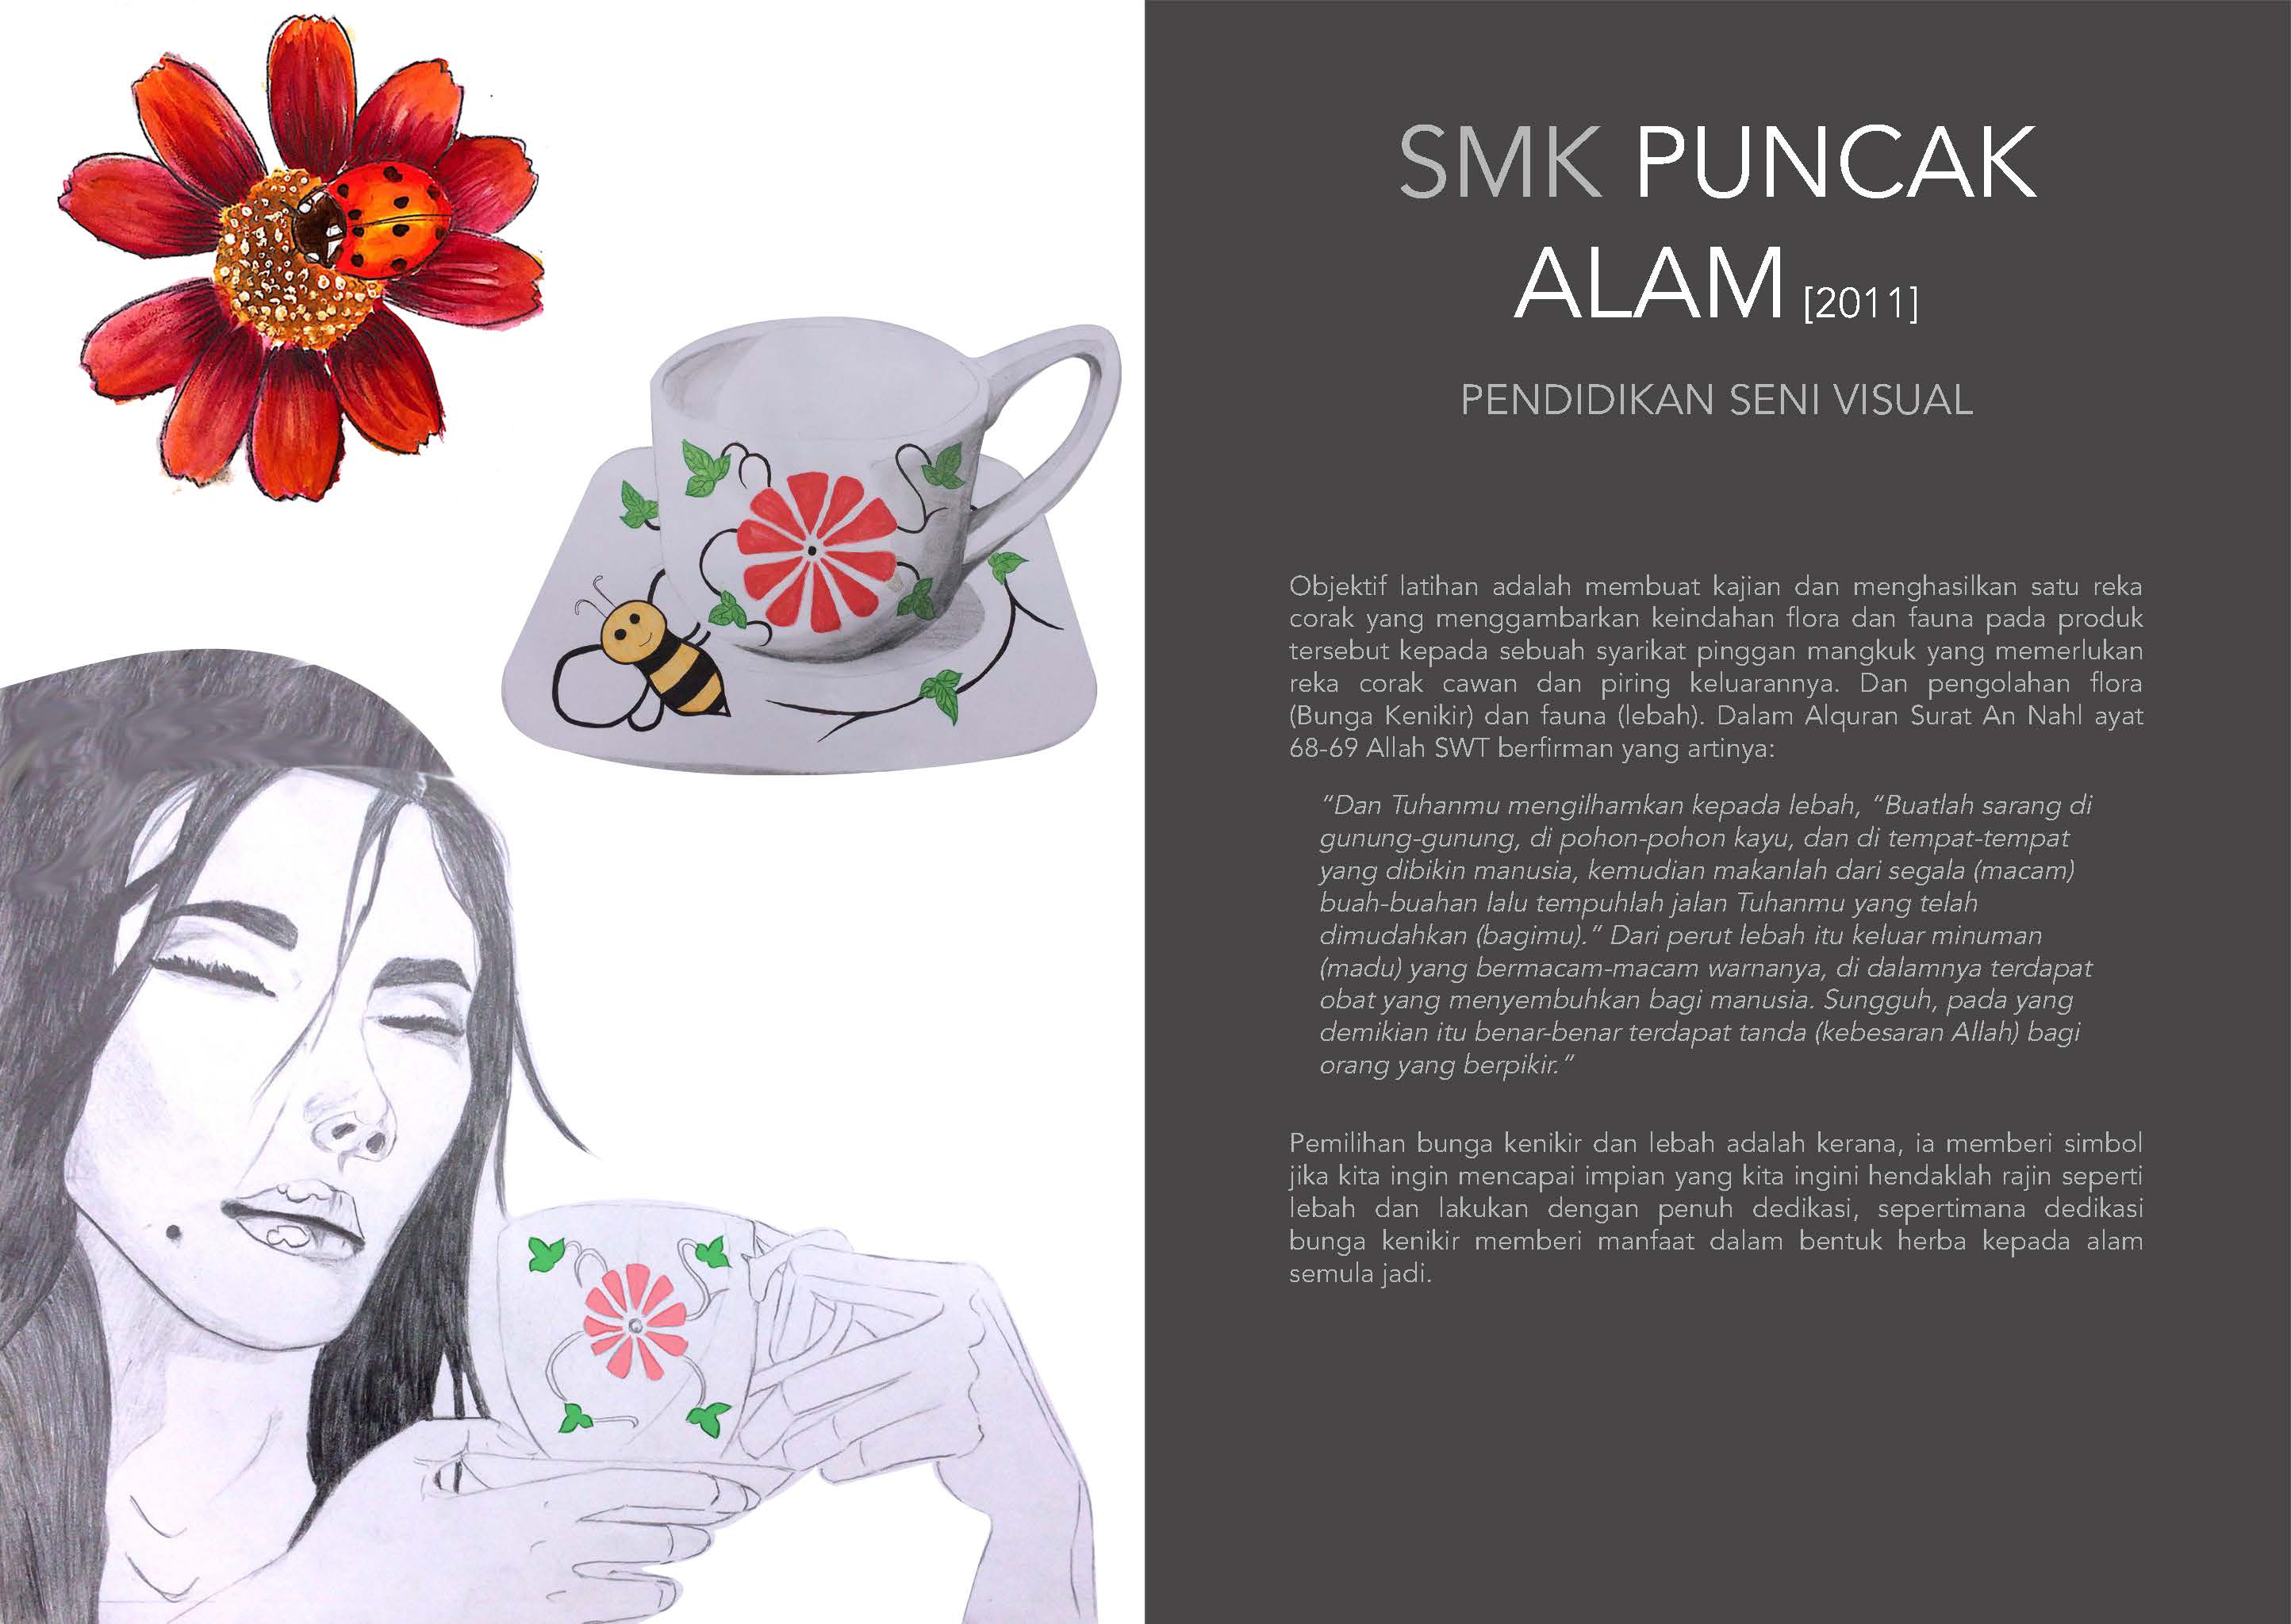 SMK PUNCAK
ALAM [2011]
PENDIDIKAN SENI VISUAL
Objektif latihan adalah membuat kajian dan menghasilkan satu reka
corak yang menggambarkan keindahan flora dan fauna pada produk
tersebut kepada sebuah syarikat pinggan mangkuk yang memerlukan
reka corak cawan dan piring keluarannya. Dan pengolahan flora
(Bunga Kenikir) dan fauna (lebah). Dalam Alquran Surat An Nahl ayat
68-69 Allah SWT berfirman yang artinya:
“Dan Tuhanmu mengilhamkan kepada lebah, “Buatlah sarang di
gunung-gunung, di pohon-pohon kayu, dan di tempat-tempat
yang dibikin manusia, kemudian makanlah dari segala (macam)
buah-buahan lalu tempuhlah jalan Tuhanmu yang telah
dimudahkan (bagimu).” Dari perut lebah itu keluar minuman
(madu) yang bermacam-macam warnanya, di dalamnya terdapat
obat yang menyembuhkan bagi manusia. Sungguh, pada yang
demikian itu benar-benar terdapat tanda (kebesaran Allah) bagi
orang yang berpikir.”
Pemilihan bunga kenikir dan lebah adalah kerana, ia memberi simbol
jika kita ingin mencapai impian yang kita ingini hendaklah rajin seperti
lebah dan lakukan dengan penuh dedikasi, sepertimana dedikasi
bunga kenikir memberi manfaat dalam bentuk herba kepada alam
semula jadi.